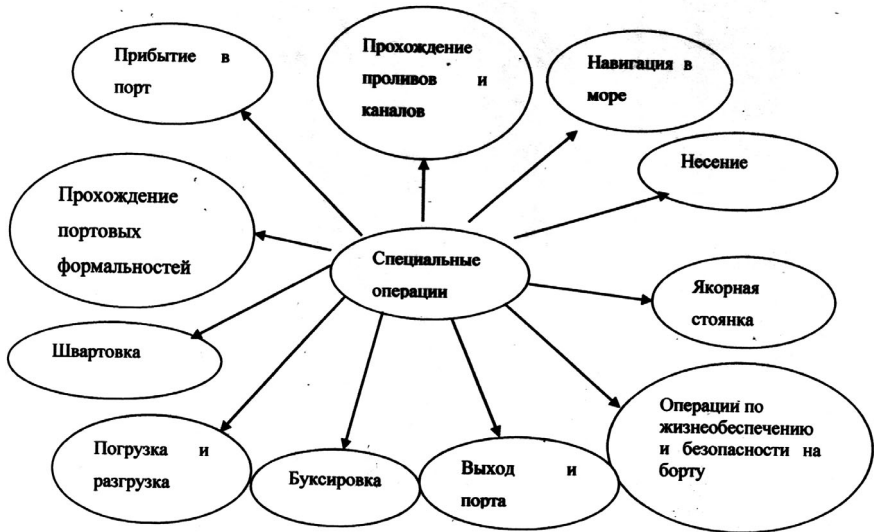 Прибытие в
порт
Прохождение
проливов и
каналов
Навигация в
море
Несение
Прохождение
портовых
формальностей
Специальные
операции
Якорная
стоянка
Швартовка
Операции по
жизнеобеспечению
и безопасности на
борту
Погрузка и
разгрузка
Буксировка
Выход и
порта